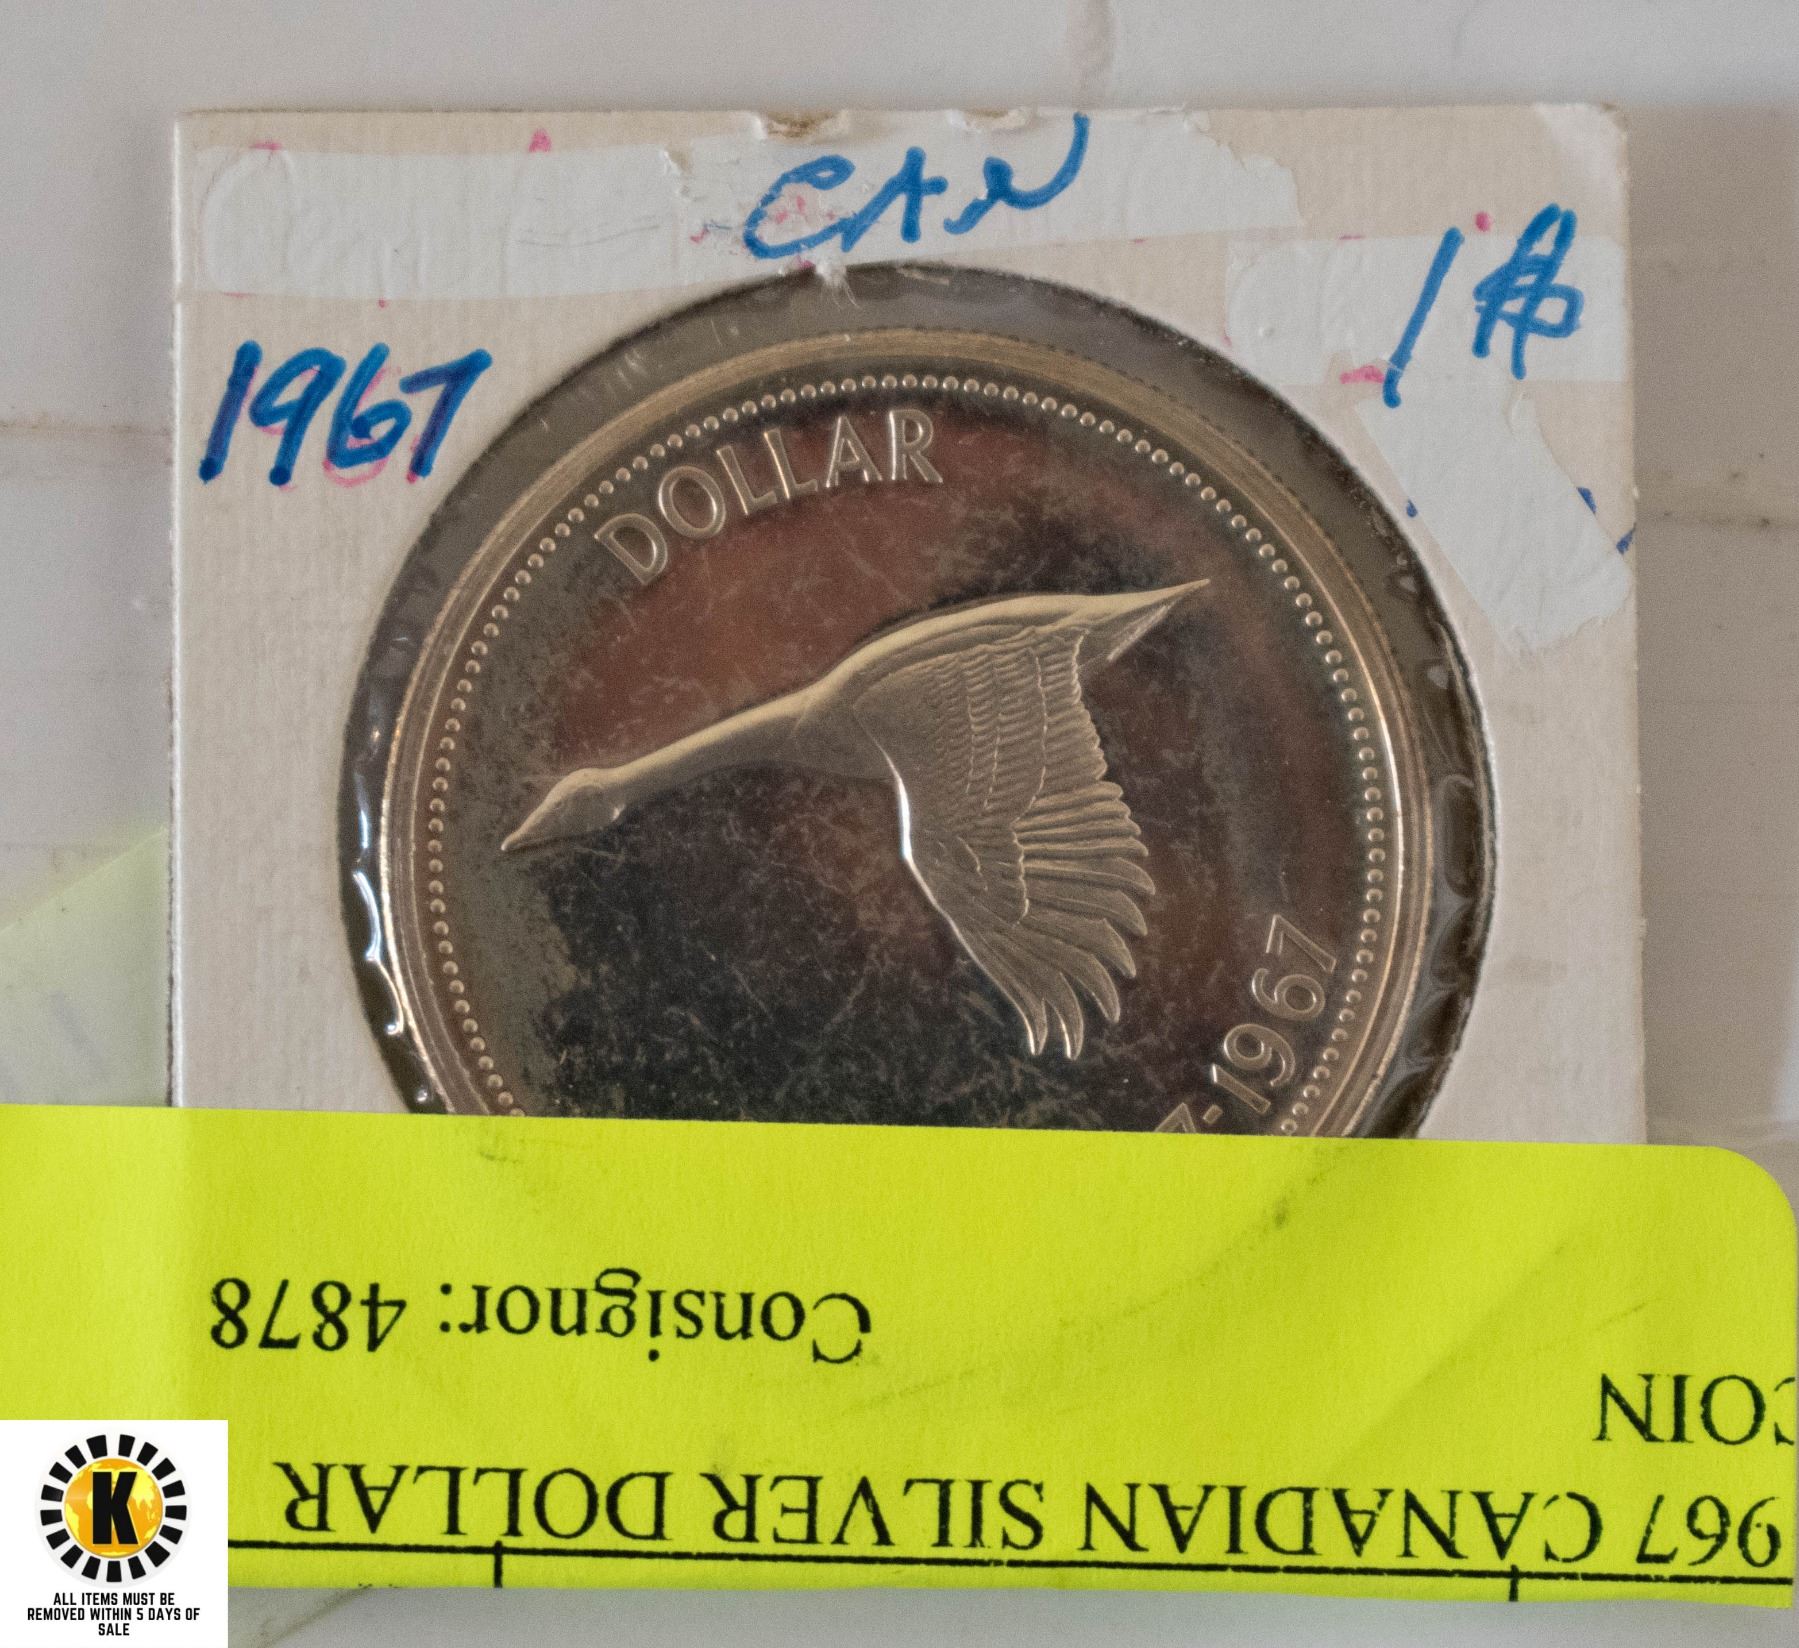 CAN
1 $
1967
DOLLAR
7-1967
Consignor: 4878
COIN
967 CANADIAN SILVER DOLLAR
K
ALL ITEMS MUST BE
REMOVED WITHIN 5 DAYS OF
SALE